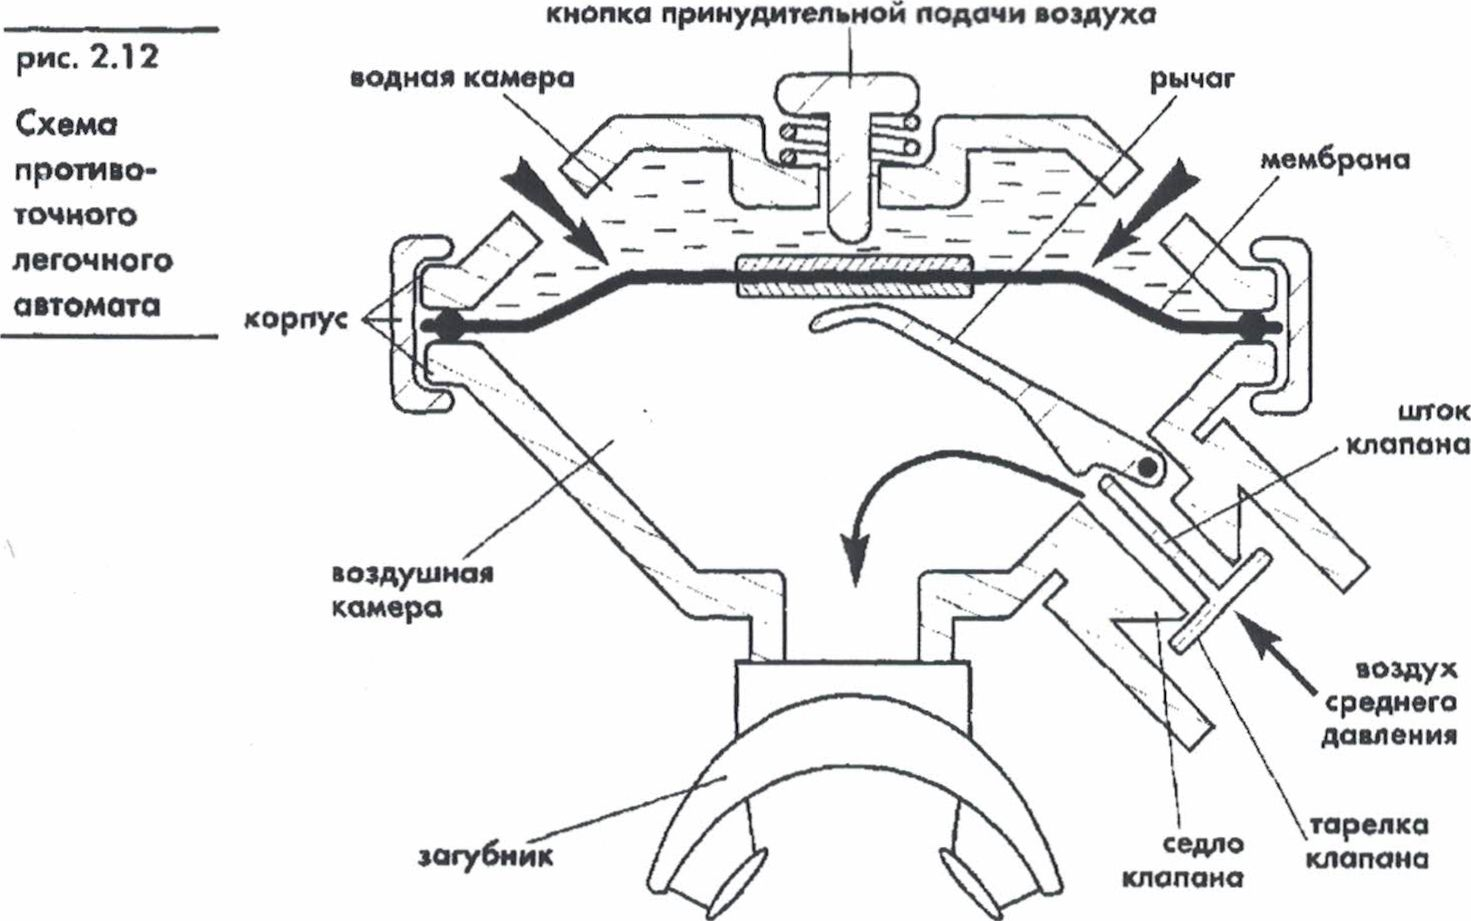 кнопка принудительной подачи воздуха
рис. 2.12
водная камера
рычаг
Схема
противо-
точного
легочного
автомата
мембрана
корпус
шток
клапана
воздушная
камера
воздух
среднего
давления
загубник
седло
клапана
тарелка
клапана